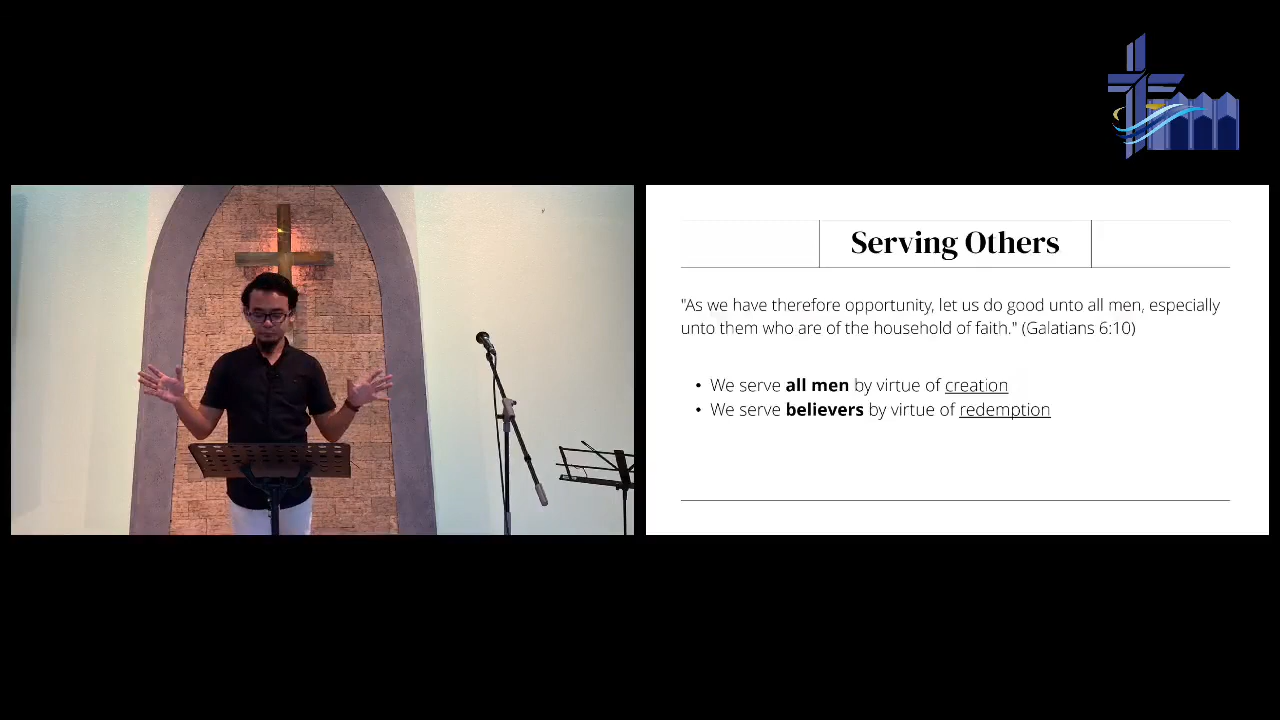 Serving Others
"As we have therefore opportunity, let us do good unto all men, especially
unto them who are of the household of faith." (Galatians 6:10)
• We serve all men by virtue of creation
• We serve believers by virtue of redemption